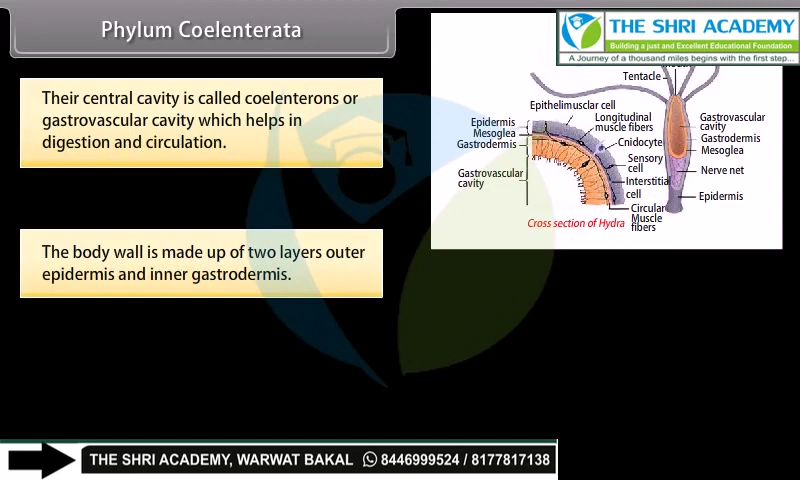 Phylum Coelenterata
THE SHRI ACADEMY
Building a just and Excellent Educational Foundation
A Journey of a thousand miles begins with the first step...
Their central cavity is called coelenterons or
gastrovascular cavity which helps in
digestion and circulation.
The body wall is made up of two layers outer
epidermis and inner gastrodermis.
Tentacle
Epithelimusclar cell
Epidermis
Mesoglea
Gastrodermis
Gastrovascular
cavity
Longitudinal
muscle fibers
Cnidocyte
Sensory
cell
Interstitial
cell
Circular
Muscle
fibers
Gastrovascular
cavity
Gastrodermis
Mesoglea
Nerve net
Epidermis
Cross section of Hydra
THE SHRI ACADEMY, WARWAT BAKAL 8446999524 / 8177817138